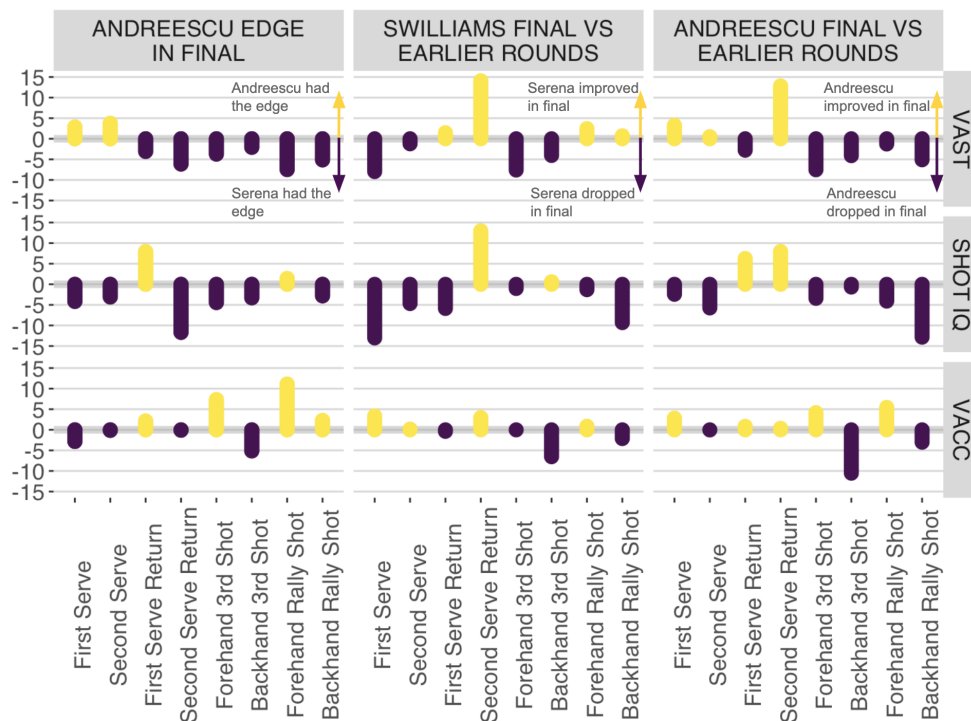 ANDREESCU EDGE
IN FINAL
SWILLIAMS FINAL VS
EARLIER ROUNDS
ANDREESCU FINAL VS
EARLIER ROUNDS
15
10
5
0
-5
-10
-15
Andreescu had
the edge
Serena had the
edge
Serena improved
in final
Serena dropped
in final
Andreescu
improved in final
Andreescu
dropped in final
VAST
15
10
5
0
-5
-10
-15
SHOT IQ
15
10
5
0
-5
-10
-15
VACC
First Serve
Second Serve
First Serve Return
Second Serve Return
Forehand 3rd Shot
Backhand 3rd Shot
Forehand Rally Shot
Backhand Rally Shot
First Serve
Second Serve
First Serve Return
Second Serve Return
Forehand 3rd Shot
Backhand 3rd Shot
Forehand Rally Shot
Backhand Rally Shot
First Serve
Second Serve
First Serve Return
Second Serve Return
Forehand 3rd Shot
Backhand 3rd Shot
Forehand Rally Shot
Backhand Rally Shot